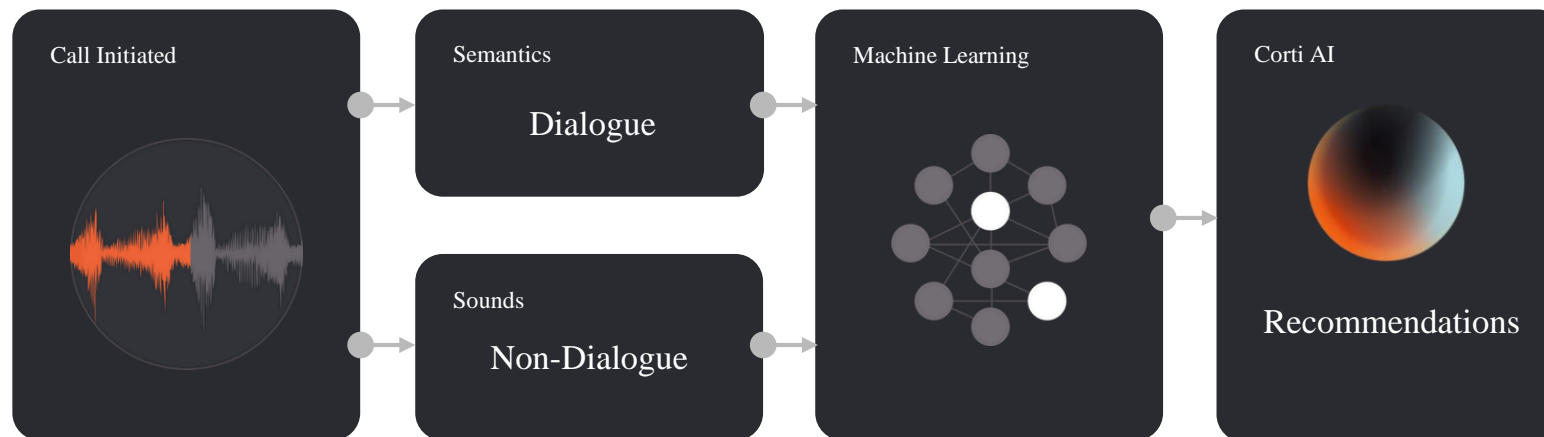 Call Initiated
Semantics
Dialogue
Sounds
Non-Dialogue
Machine Learning
Corti AI
Recommendations